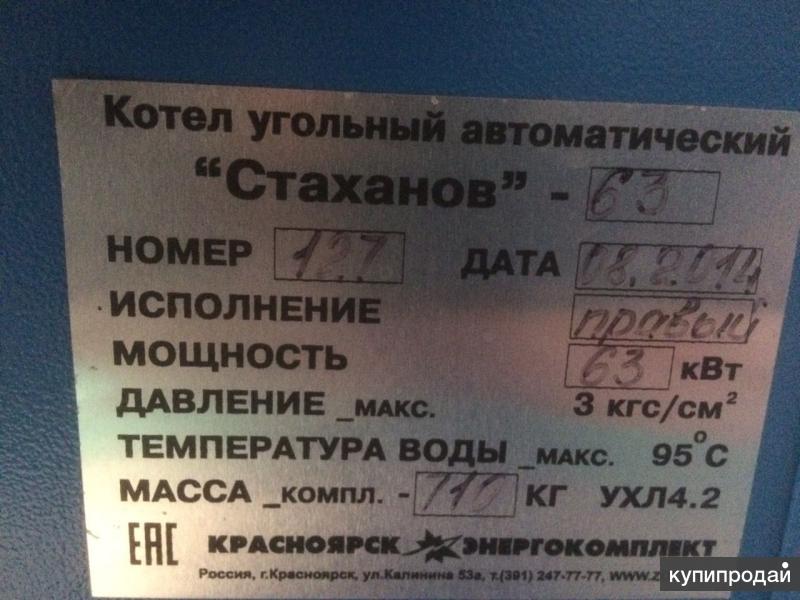 Котел угольный автоматический
“Стаханов” - 63
НОМЕР 127 ДАТА 08.2014
ИСПОЛНЕНИЕ правый
МОЩНОСТЬ 63 кВт
ДАВЛЕНИЕ _МАКС. 3 кгс/см²
ТЕМПЕРАТУРА ВОДЫ _МАКС. 95°С
МАССА _КОМПЛ. - КГ УХЛ4.2
ЕАС КРАСНОЯРСК ЭНЕРГОКОМПЛЕКТ
Россия, г.Красноярск, ул.Калинина 53а, т.(391) 247-77-77, www.
купипродай